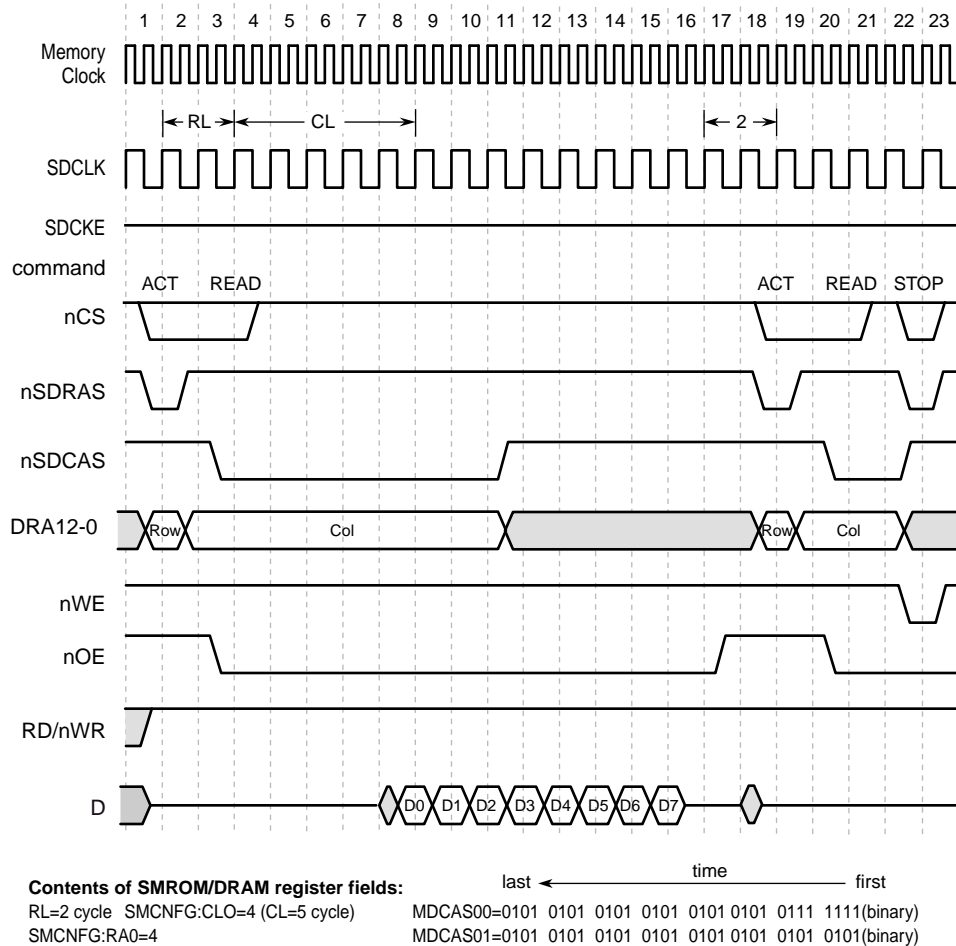 1 2 3 4 5 6 7 8 9 10 11 12 13 14 15 16 17 18 19 20 21 22 23
Memory
Clock
RL CL 2
SDCLK
SDCKE
command
ACT READ ACT READ STOP
nCS
nSDRAS
nSDCAS
DRA12-0 Row Col Row Col
nWE
nOE
RD/nWR
D D0 D1 D2 D3 D4 D5 D6 D7
Contents of SMROM/DRAM register fields: last time first
RL=2 cycle SMCNFG:CLO=4 (CL=5 cycle) MDCAS00=0101 0101 0101 0101 0101 0101 0111 1111(binary)
SMCNFG:RA0=4 MDCAS01=0101 0101 0101 0101 0101 0101 0101 0101(binary)